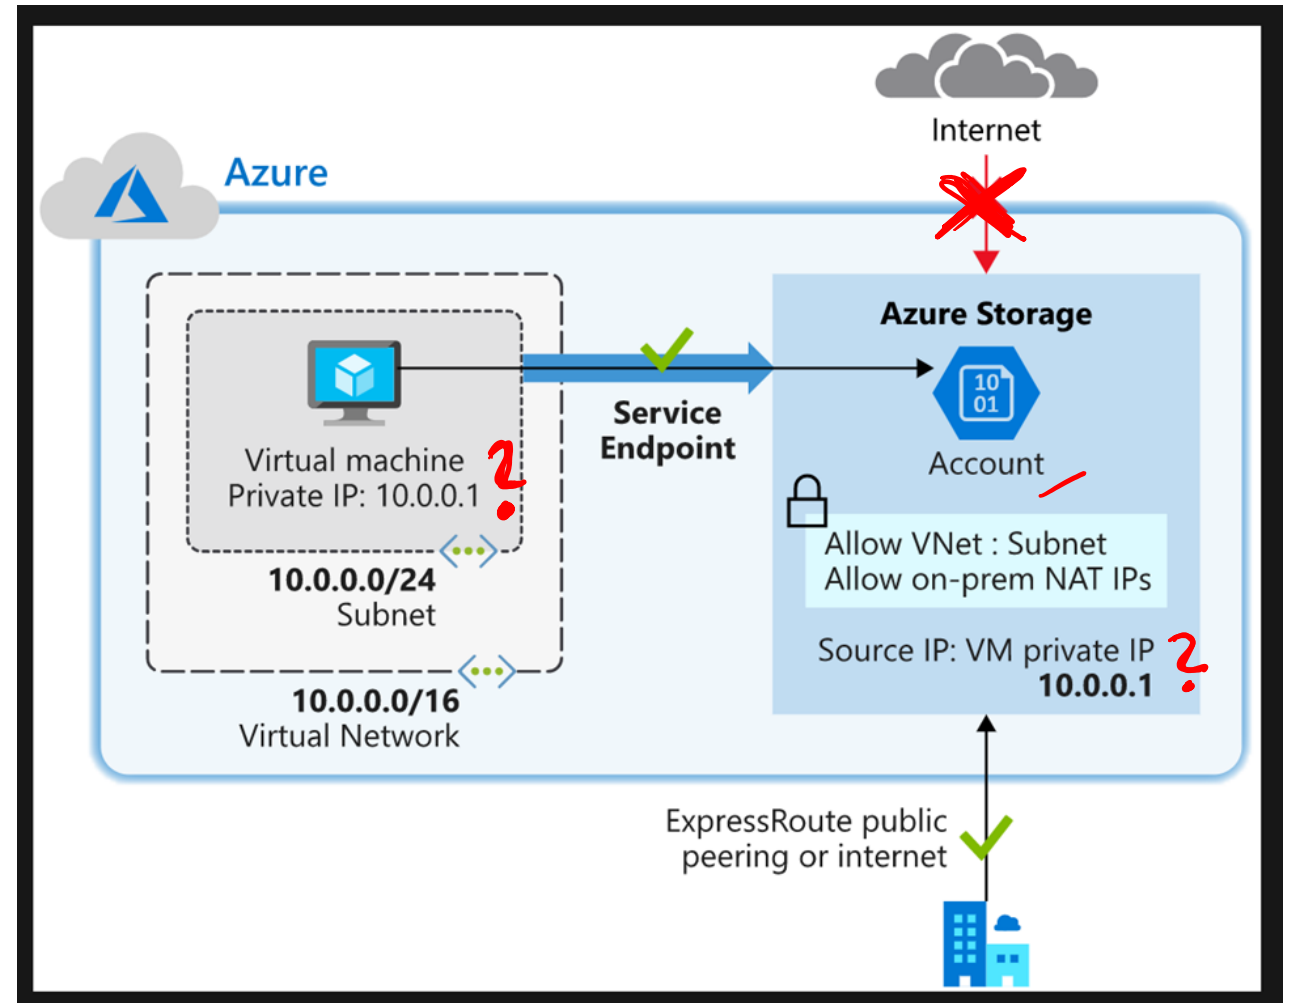 Internet
Azure
Azure Storage
10
01
Account
Service
Endpoint
Virtual machine
Private IP: 10.0.0.1 ?
10.0.0.0/24
Subnet
10.0.0.0/16
Virtual Network
Allow VNet : Subnet
Allow on-prem NAT IPs
Source IP: VM private IP ?
10.0.0.1
ExpressRoute public
peering or internet